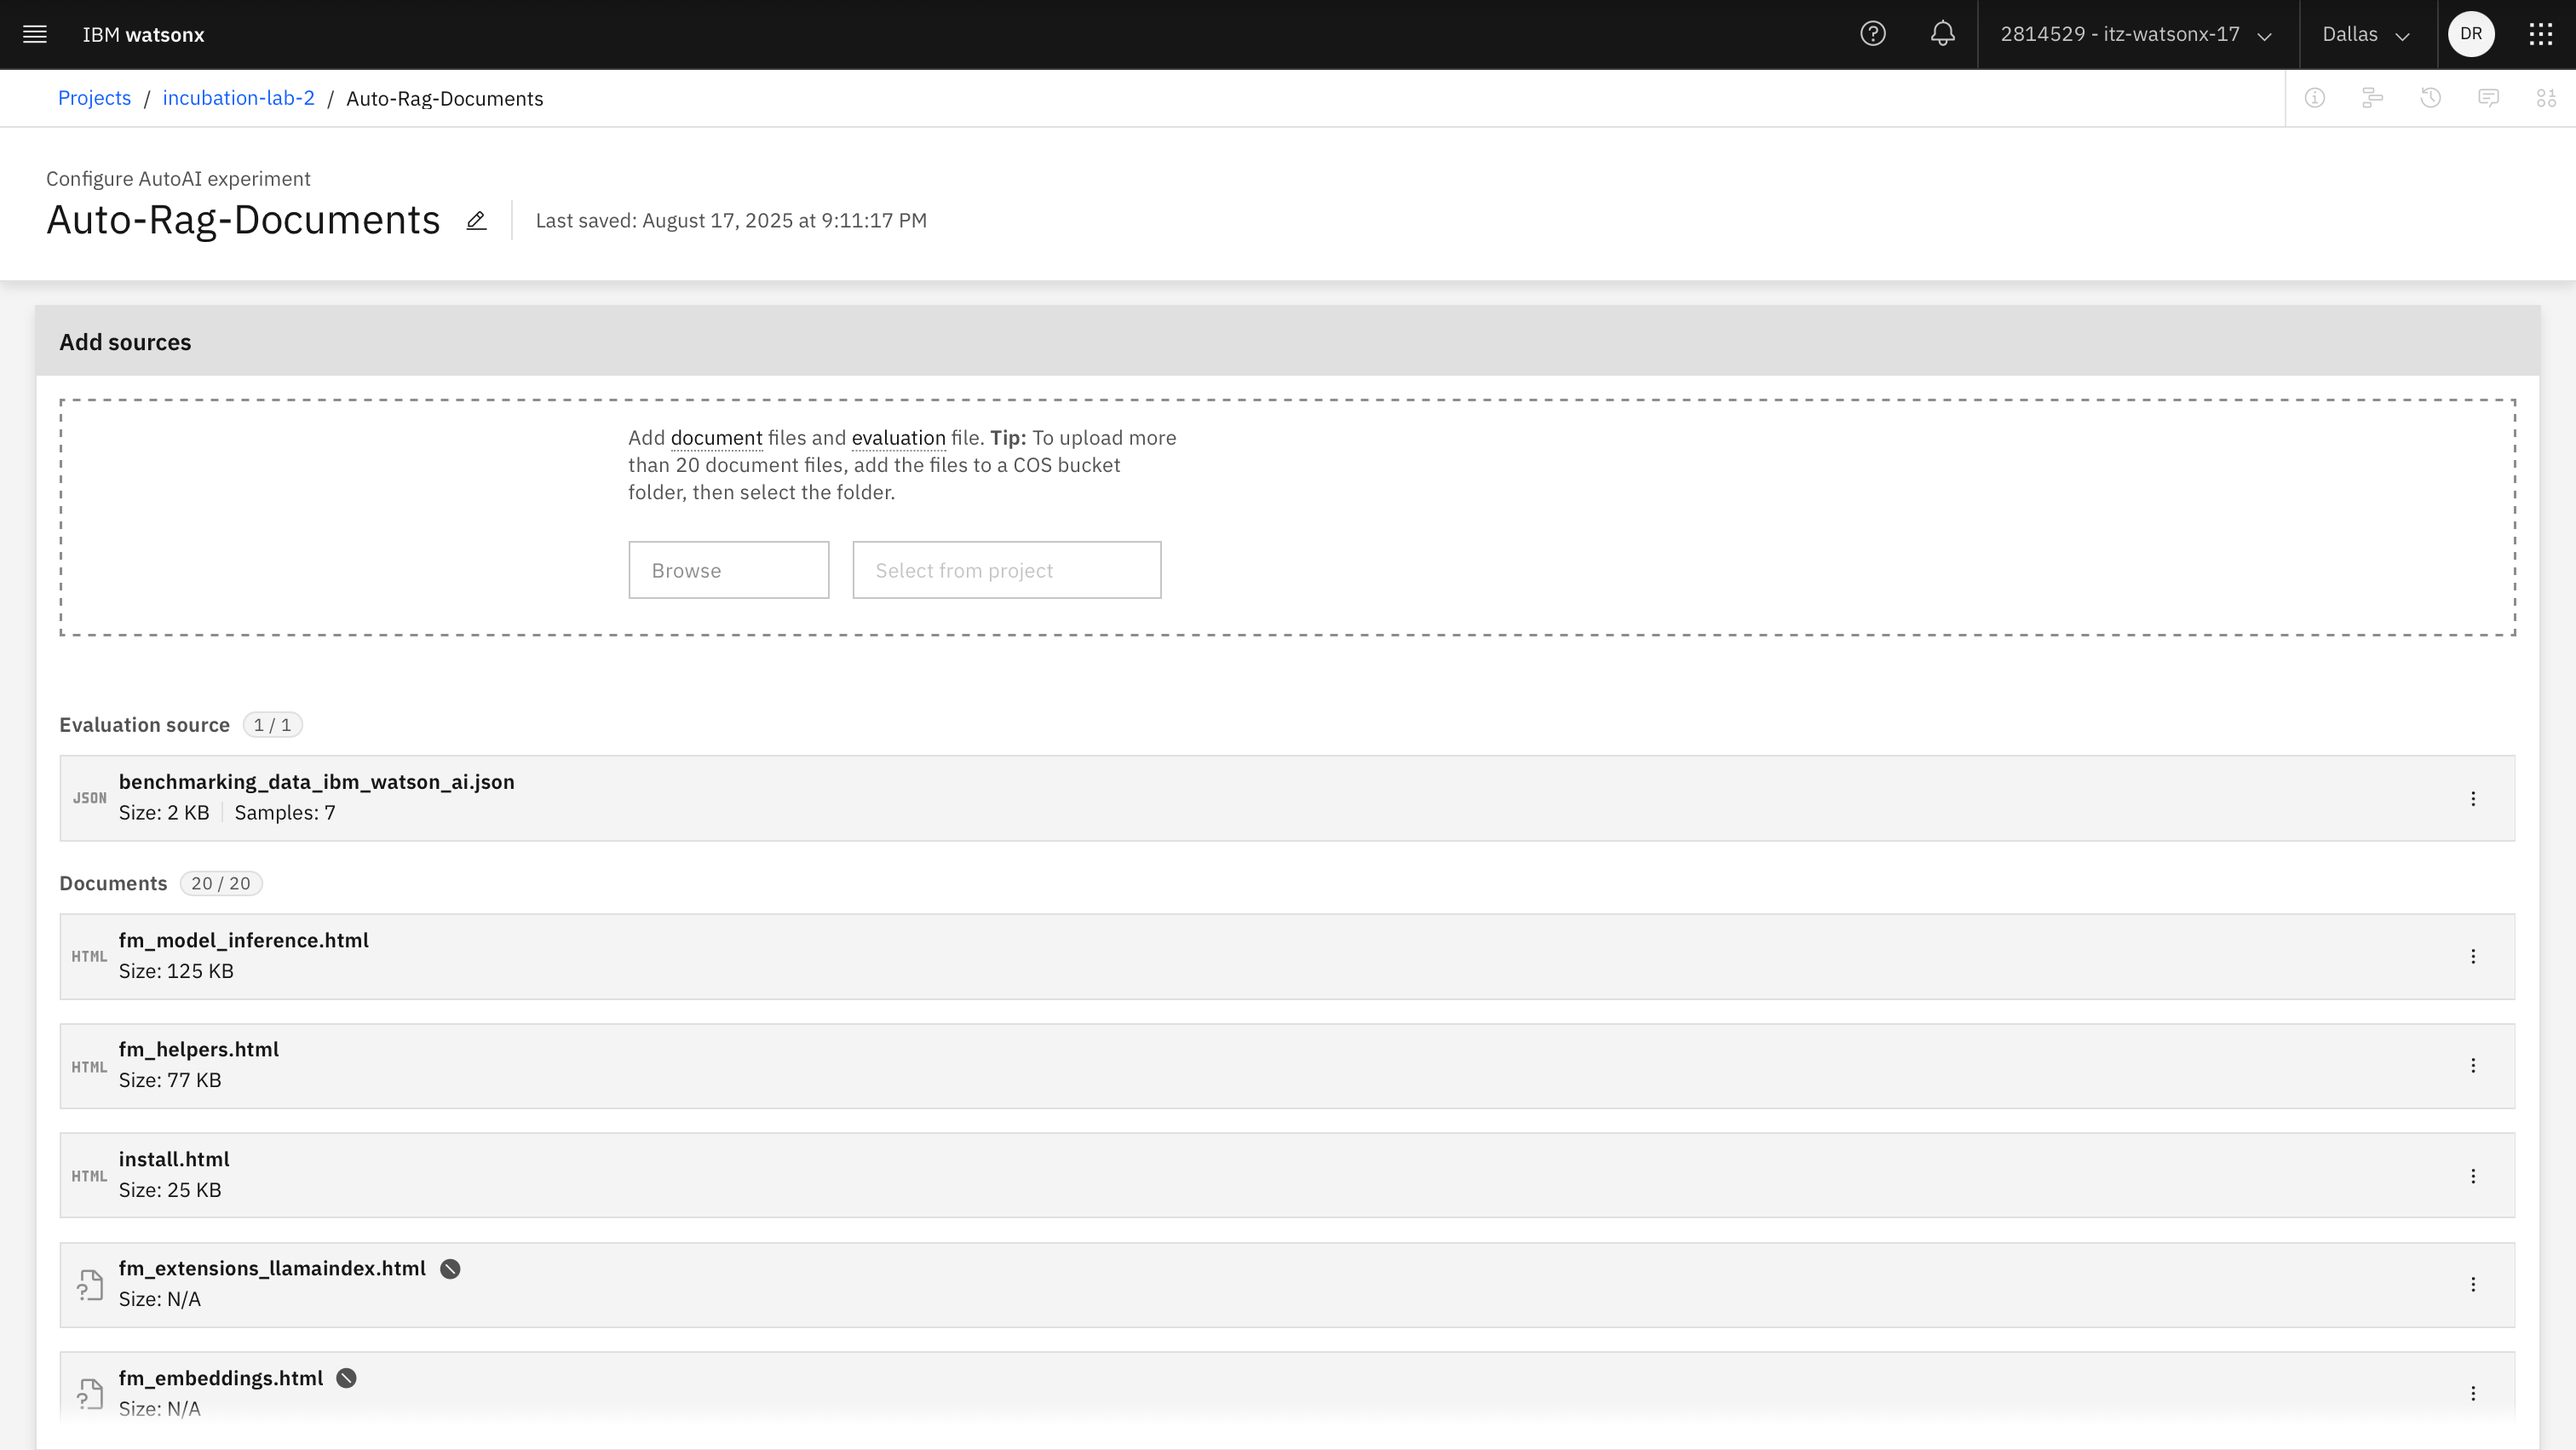 IBM watsonx
2814529 - itz-watsonx-17
Dallas
DR
Projects / incubation-lab-2 / Auto-Rag-Documents
Configure AutoAI experiment
Auto-Rag-Documents
Last saved: August 17, 2025 at 9:11:17 PM
Add sources
Add document files and evaluation file. Tip: To upload more
than 20 document files, add the files to a COS bucket
folder, then select the folder.
Browse
Select from project
Evaluation source 1 / 1
JSON
benchmarking_data_ibm_watson_ai.json
Size: 2 KB Samples: 7
Documents 20 / 20
HTML
fm_model_inference.html
Size: 125 KB
HTML
fm_helpers.html
Size: 77 KB
HTML
install.html
Size: 25 KB
fm_extensions_llamaindex.html
Size: N/A
fm_embeddings.html
Size: N/A